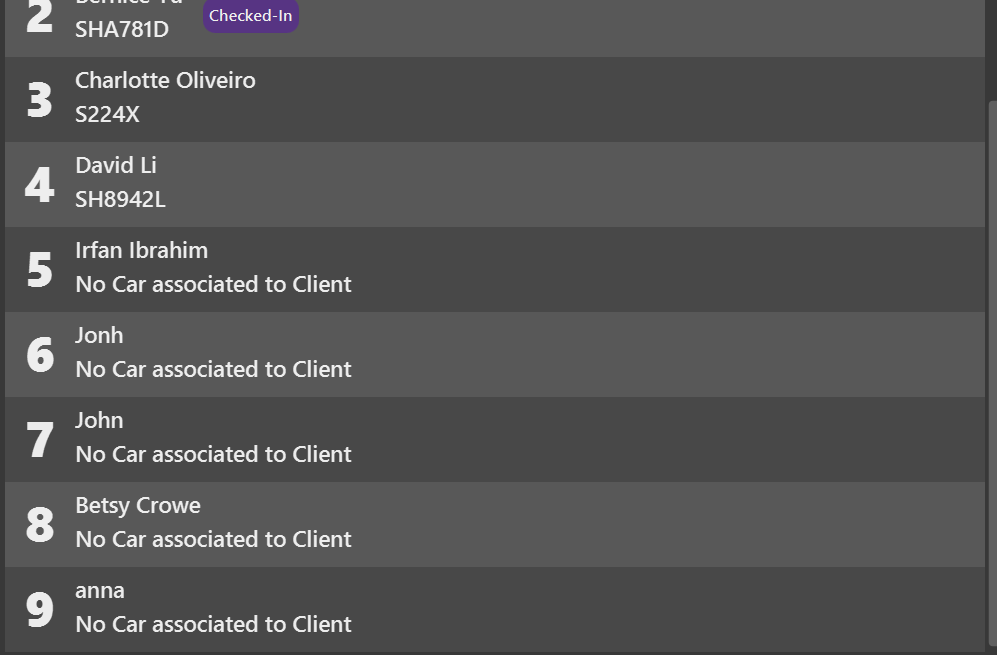 2
Bernice Yu
SHA781D
Checked-In
3
Charlotte Oliveiro
S224X
4
David Li
SH8942L
5
Irfan Ibrahim
No Car associated to Client
6
Jonh
No Car associated to Client
7
John
No Car associated to Client
8
Betsy Crowe
No Car associated to Client
9
anna
No Car associated to Client